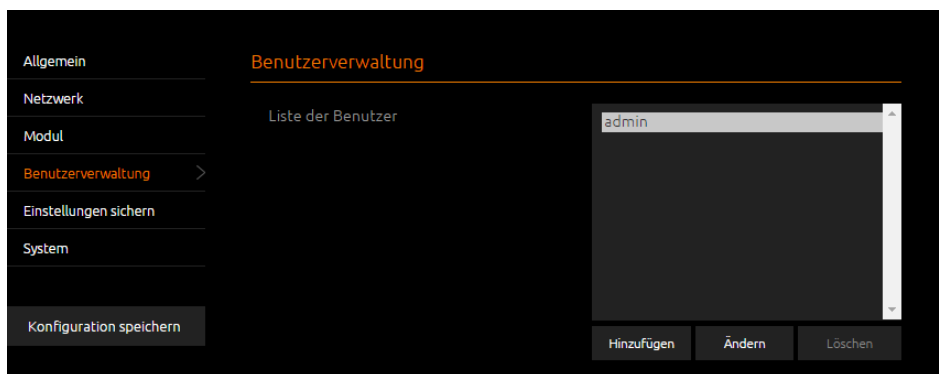 Allgemein
Netzwerk
Modul
Benutzerverwaltung
Einstellungen sichern
System
Konfiguration speichern
Benutzerverwaltung
Liste der Benutzer
admin
Hinzufügen Ändern Löschen